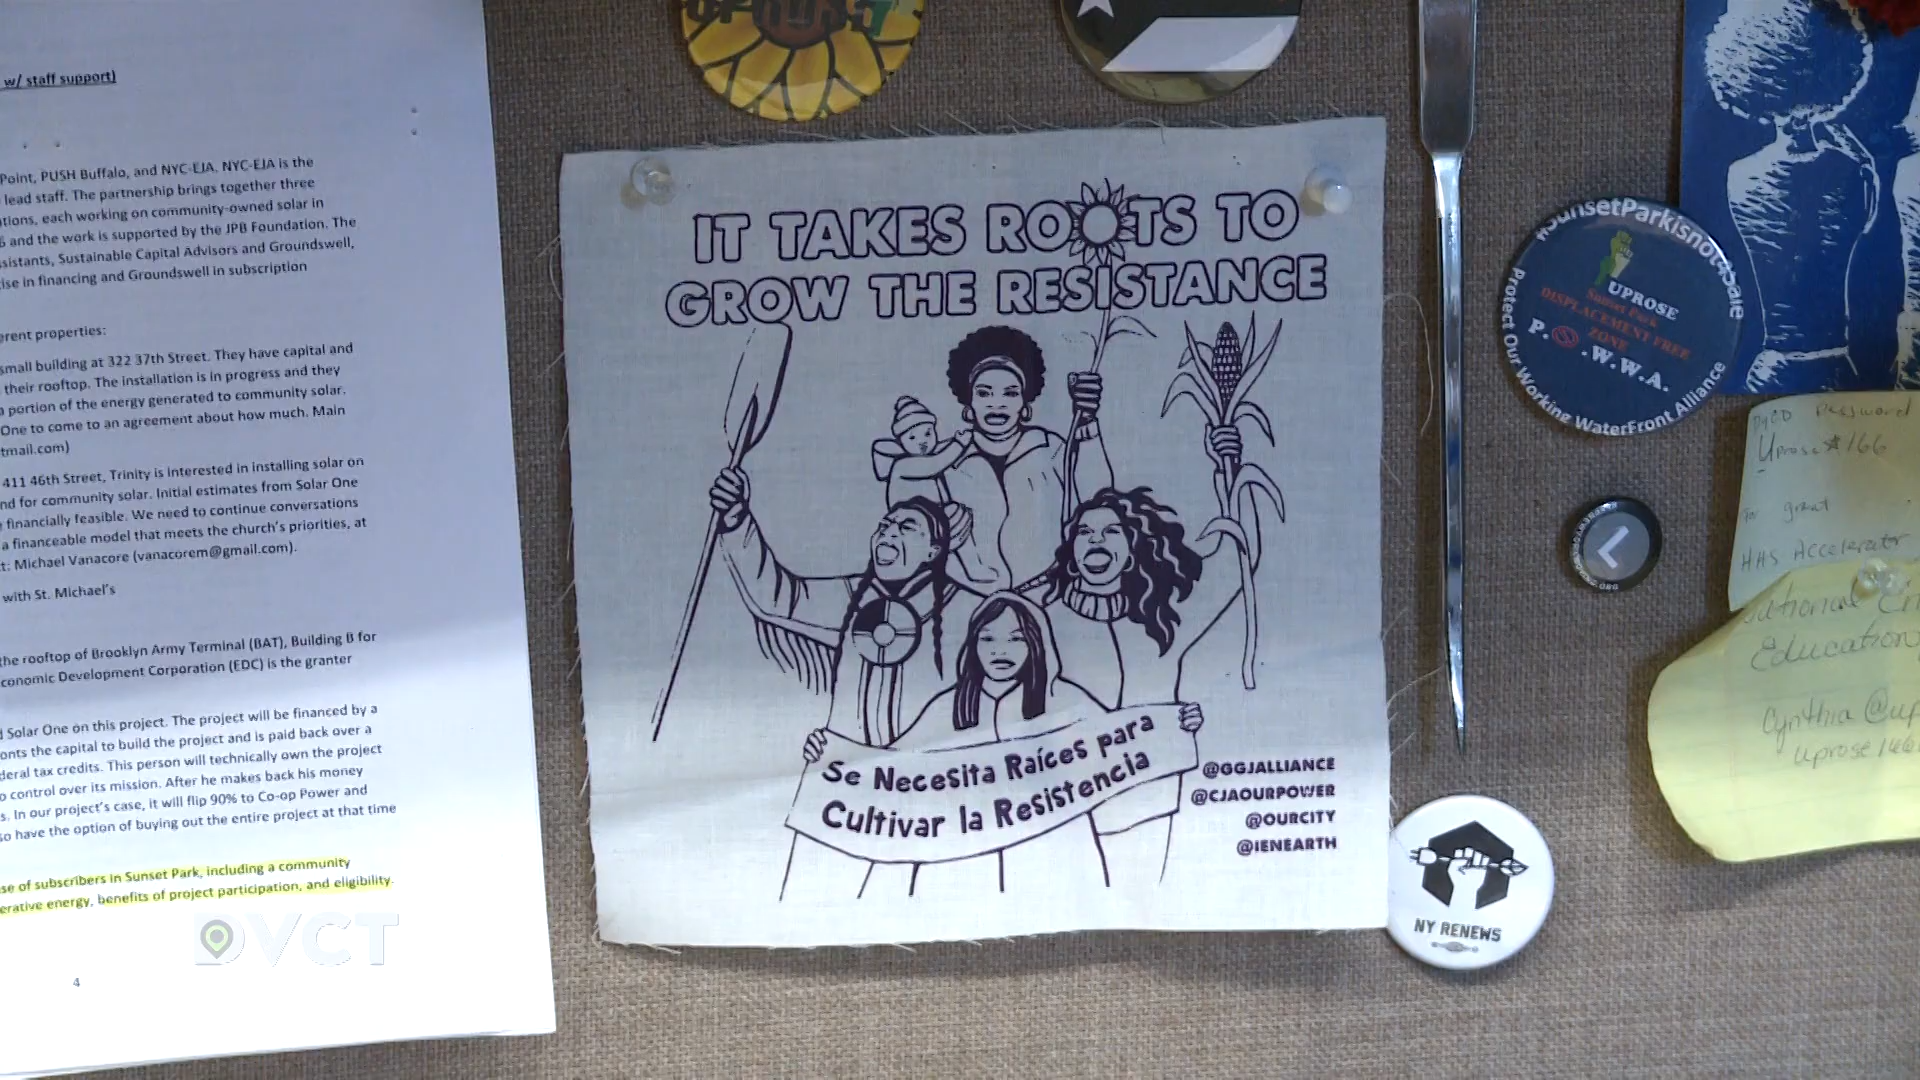 w/ staff support)
Point, PUSH Buffalo, and NYC-EJA. NYC-EJA is the
lead staff. The partnership brings together three
tions, each working on community-owned solar in
and the work is supported by the JPB Foundation. The
sistants, Sustainable Capital Advisors and Groundswell,
ise in financing and Groundswell in subscription
erent properties:
small building at 322 37th Street. They have capital and
their rooftop. The installation is in progress and they
a portion of the energy generated to community solar.
One to come to an agreement about how much. Main
tmail.com)
411 46th Street, Trinity is interested in installing solar on
nd for community solar. Initial estimates from Solar One
financially feasible. We need to continue conversations
a financeable model that meets the church's priorities, at
t: Michael Vanacore (vanacorem@gmail.com).
with St. Michael's
the rooftop of Brooklyn Army Terminal (BAT), Building B for
conomic Development Corporation (EDC) is the granter
Solar One on this project. The project will be financed by a
onts the capital to build the project and is paid back over a
deral tax credits. This person will technically own the project
o control over its mission. After he makes back his money
s. In our project's case, it will flip 90% to Co-op Power and
so have the option of buying out the entire project at that time
se of subscribers in Sunset Park, including a community
erative energy, benefits of project participation, and eligibility.
4
DVCT
UPROSE
IT TAKES ROOTS TO
GROW THE RESISTANCE
Se Necesita Raíces para
Cultivar la Resistencia
@GGJALLIANCE
@CJAOURPOWER
@OURCITY
@IENEARTH
#SunsetParkisnot4Sale
UPROSE
Sunset Park
DISPLACEMENT FREE
ZONE
P. .W.W.A.
Protect Our Working WaterFront Alliance
NY RENEWS
Password
Uprose*166
for grant
HHS Accelerator
Education
Cynthia@up
uprose166